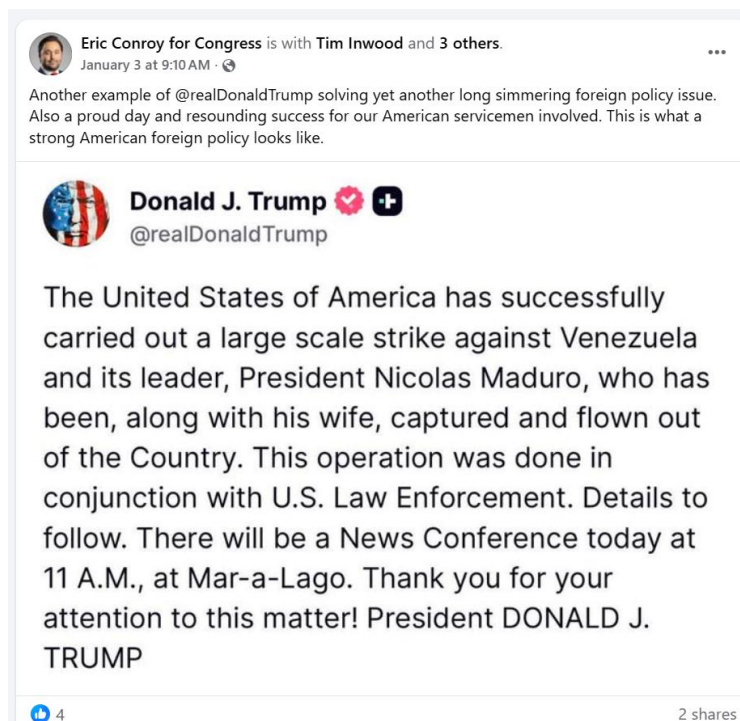 Eric Conroy for Congress is with Tim Inwood and 3 others.
January 3 at 9:10 AM ·
Another example of @realDonaldTrump solving yet another long simmering foreign policy issue.
Also a proud day and resounding success for our American servicemen involved. This is what a
strong American foreign policy looks like.
Donald J. Trump
@realDonaldTrump
The United States of America has successfully
carried out a large scale strike against Venezuela
and its leader, President Nicolas Maduro, who has
been, along with his wife, captured and flown out
of the Country. This operation was done in
conjunction with U.S. Law Enforcement. Details to
follow. There will be a News Conference today at
11 A.M., at Mar-a-Lago. Thank you for your
attention to this matter! President DONALD J.
TRUMP
4
2 shares